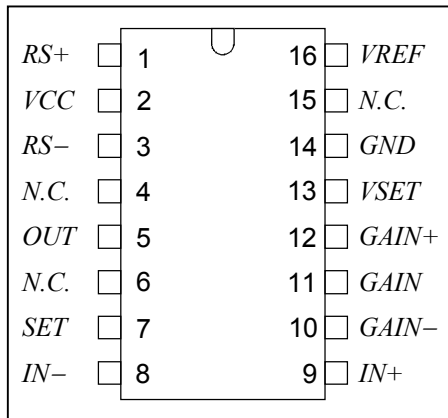 RS+ 1 16 VREF
VCC 2 15 N.C.
RS− 3 14 GND
N.C. 4 13 VSET
OUT 5 12 GAIN+
N.C. 6 11 GAIN
SET 7 10 GAIN−
IN− 8 9 IN+